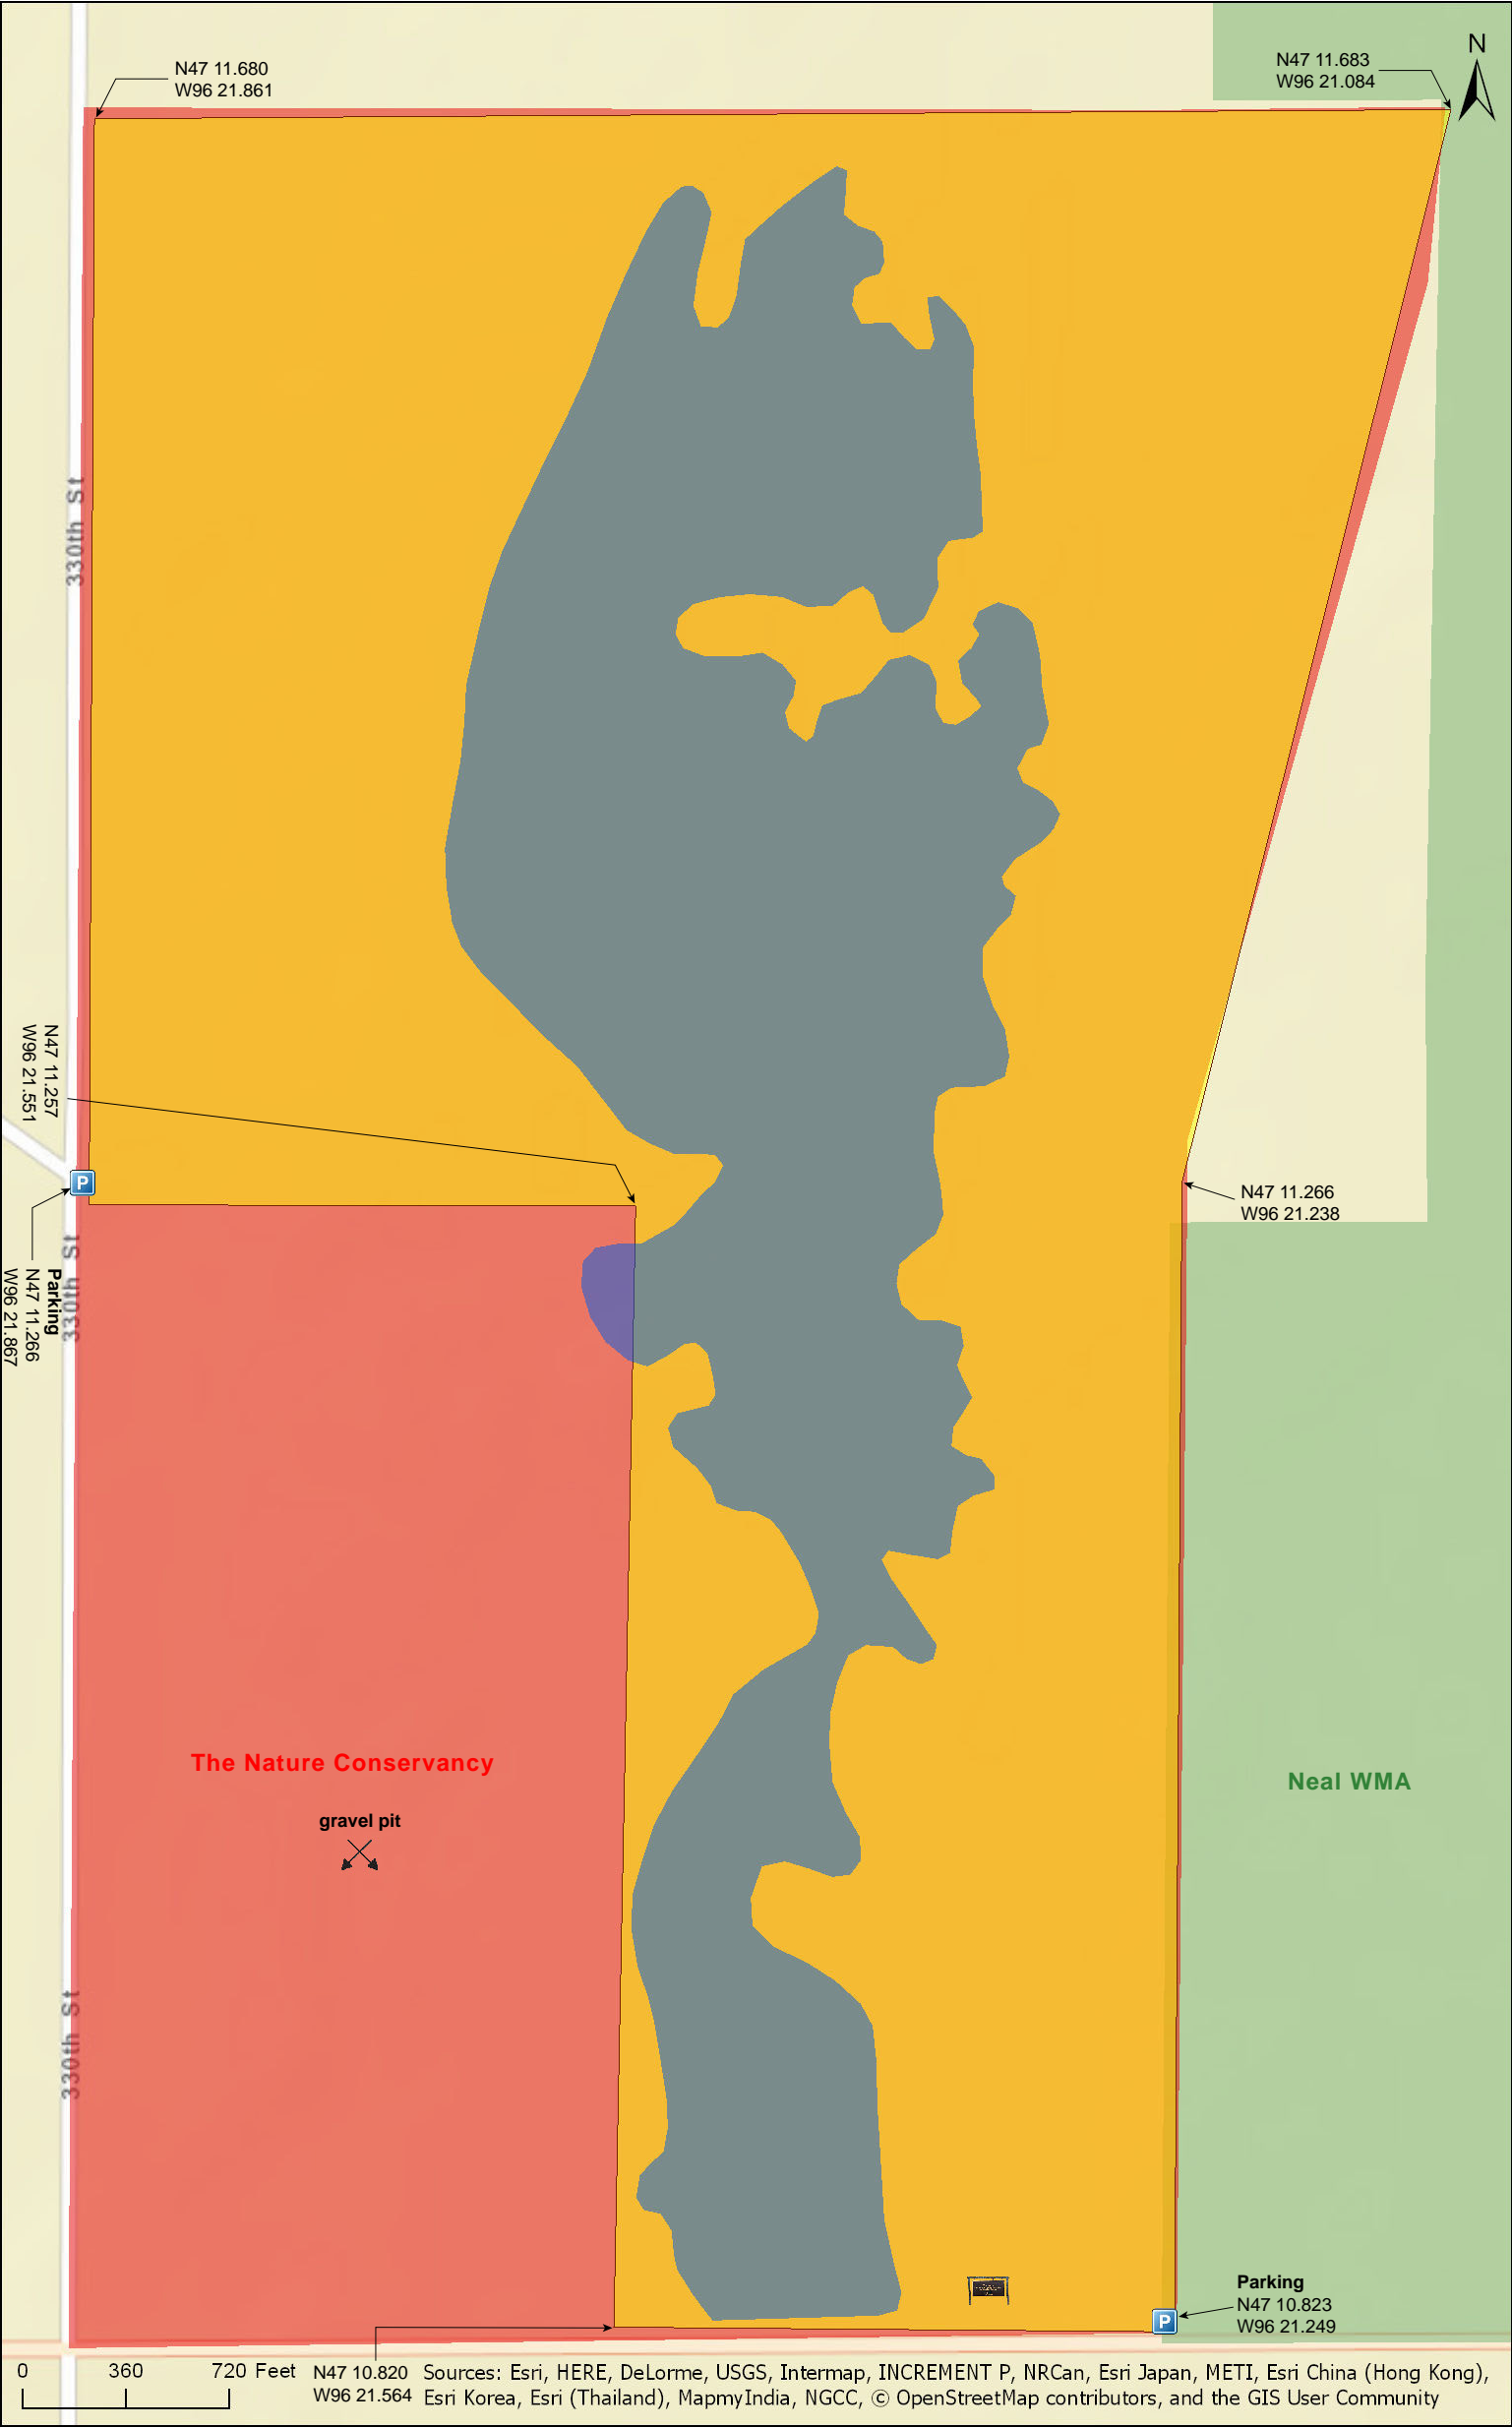 N
N47 11.680
W96 21.861
N47 11.683
W96 21.084
330th St
N47 11.257
W96 21.551
P
N47 11.266
W96 21.238
330th St
Parking
N47 11.266
W96 21.867
The Nature Conservancy
gravel pit
Neal WMA
330th St
Parking
N47 10.823
W96 21.249
P
0 360 720 Feet
N47 10.820
W96 21.564
Sources: Esri, HERE, DeLorme, USGS, Intermap, INCREMENT P, NRCan, Esri Japan, METI, Esri China (Hong Kong),
Esri Korea, Esri (Thailand), MapmyIndia, NGCC, © OpenStreetMap contributors, and the GIS User Community